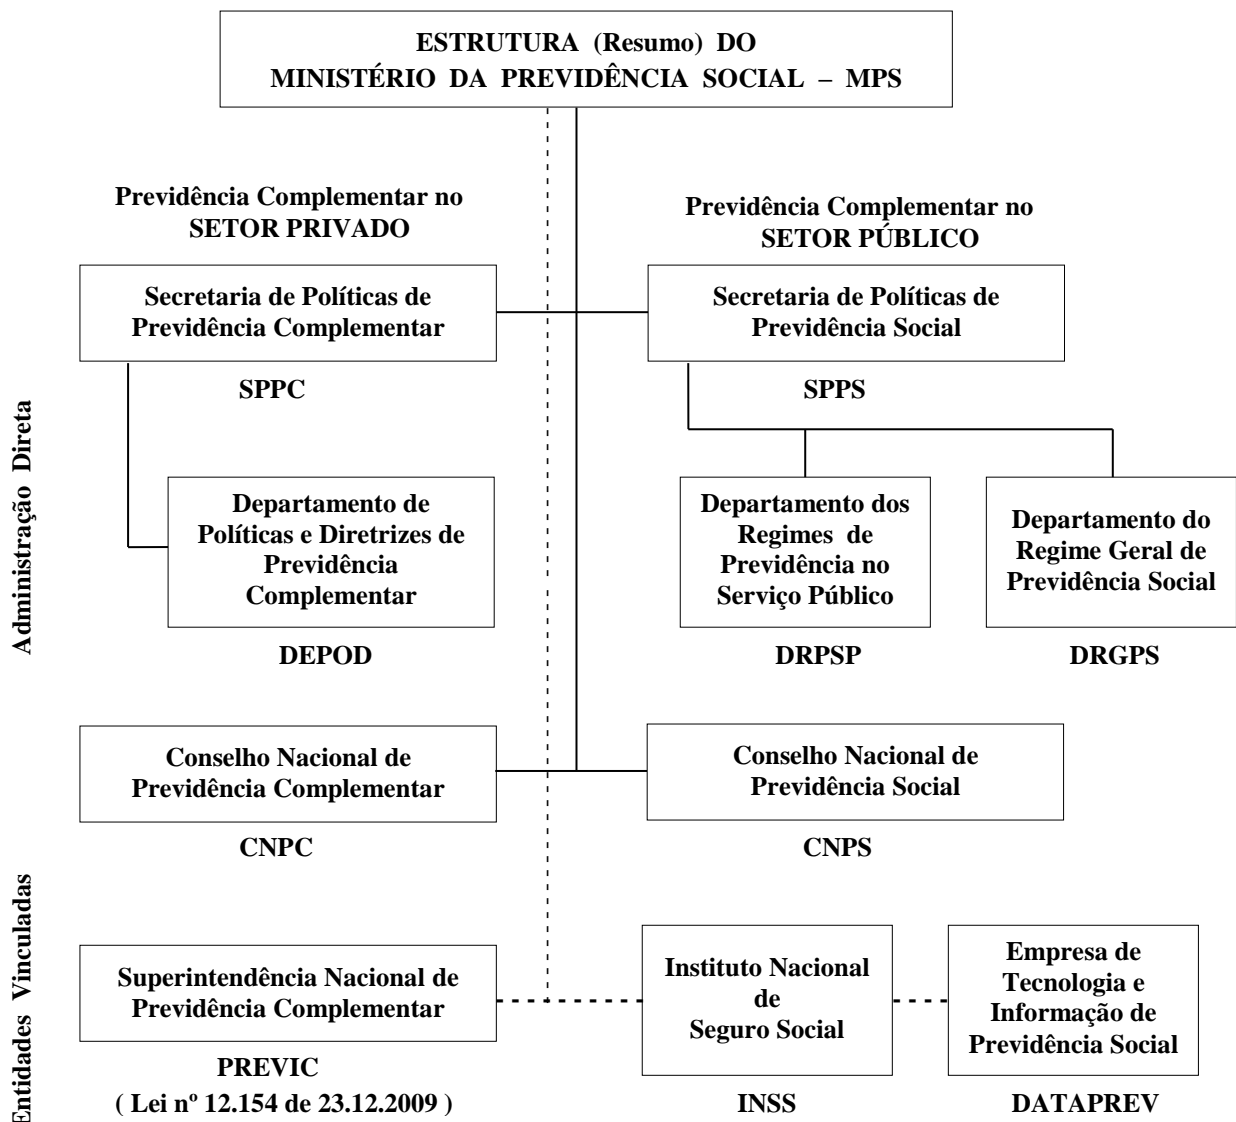 ESTRUTURA (Resumo) DO
MINISTÉRIO DA PREVIDÊNCIA SOCIAL – MPS
Previdência Complementar no
SETOR PRIVADO
Previdência Complementar no
SETOR PÚBLICO
Secretaria de Políticas de
Previdência Complementar
SPPC
Secretaria de Políticas de
Previdência Social
SPPS
Administração Direta
Departamento de
Políticas e Diretrizes de
Previdência
Complementar
DEPOD
Departamento dos
Regimes de
Previdência no
Serviço Público
DRPSP
Departamento do
Regime Geral de
Previdência Social
DRGPS
Conselho Nacional de
Previdência Complementar
CNPC
Conselho Nacional de
Previdência Social
CNPS
Entidades Vinculadas
Superintendência Nacional de
Previdência Complementar
PREVIC
( Lei nº 12.154 de 23.12.2009 )
Instituto Nacional
de
Seguro Social
INSS
Empresa de
Tecnologia e
Informação de
Previdência Social
DATAPREV